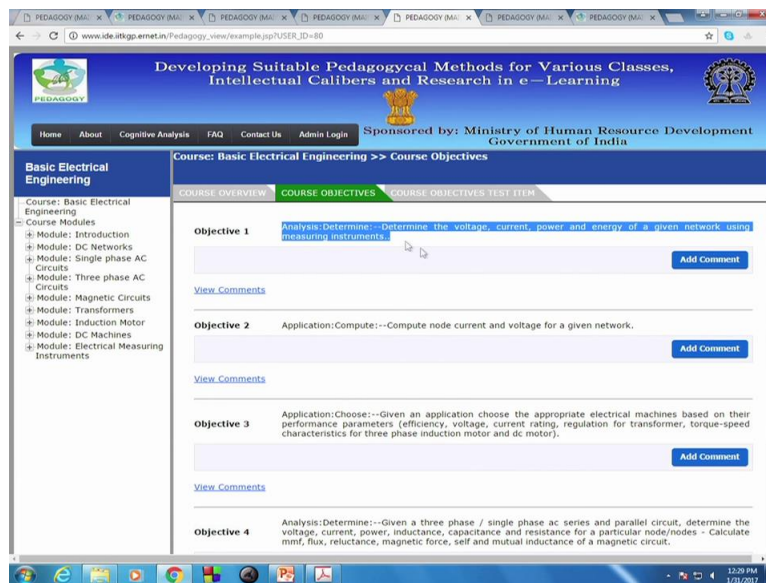 PEDAGOGY (MA
PEDAGOGY (MA
PEDAGOGY (MA
PEDAGOGY (MA
PEDAGOGY (MA
PEDAGOGY (MA
PEDAGOGY (MA
www.ide.iitkgp.ernet.in/Pedagogy_view/example.jsp?USER_ID=80
Developing Suitable Pedagogycal Methods for Various Classes,
Intellectual Calibers and Research in e—Learning
PEDAGOGY
Home About Cognitive Analysis FAQ Contact Us Admin Login
Sponsored by: Ministry of Human Resource Development
Government of India
Basic Electrical
Engineering
Course: Basic Electrical
Engineering
Course Modules
Module: Introduction
Module: DC Networks
Module: Single phase AC
Circuits
Module: Three phase AC
Circuits
Module: Magnetic Circuits
Module: Transformers
Module: Induction Motor
Module: DC Machines
Module: Electrical Measuring
Instruments
Course: Basic Electrical Engineering >> Course Objectives
COURSE OVERVIEW COURSE OBJECTIVES COURSE OBJECTIVES TEST ITEM
Objective 1
Analysis:Determine:--Determine the voltage, current, power and energy of a given network using
measuring instruments..
Add Comment
View Comments
Objective 2
Application:Compute:--Compute node current and voltage for a given network.
Add Comment
View Comments
Objective 3
Application:Choose:--Given an application choose the appropriate electrical machines based on their
performance parameters (efficiency, voltage, current rating, regulation for transformer, torque-speed
characteristics for three phase induction motor and dc motor).
Add Comment
View Comments
Objective 4
Analysis:Determine:--Given a three phase / single phase ac series and parallel circuit, determine the
voltage, current, power, inductance, capacitance and resistance for a particular node/nodes - Calculate
mmf, flux, reluctance, magnetic force, self and mutual inductance of a magnetic circuit.
12:29 PM
1/31/2017